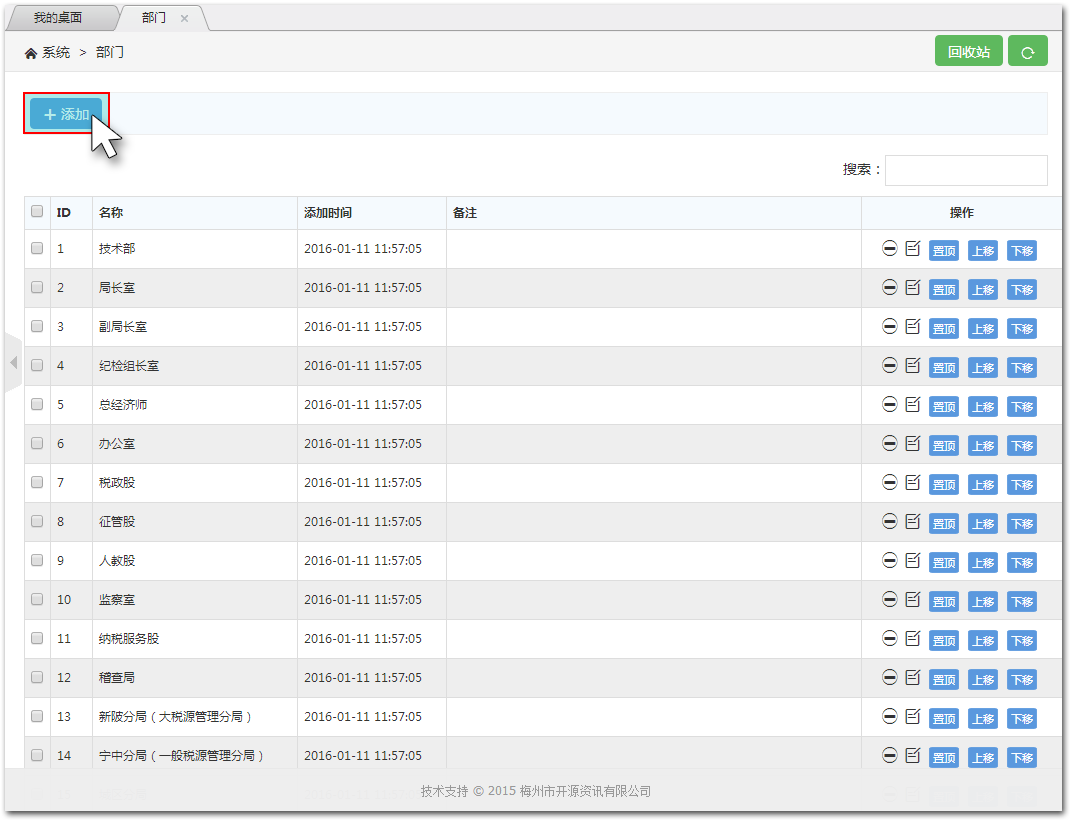 我的桌面 部门 ×
系统 > 部门 回收站
+ 添加
搜索：
ID 名称 添加时间 备注 操作
1 技术部 2016-01-11 11:57:05 置顶 上移 下移
2 局长室 2016-01-11 11:57:05 置顶 上移 下移
3 副局长室 2016-01-11 11:57:05 置顶 上移 下移
4 纪检组长室 2016-01-11 11:57:05 置顶 上移 下移
5 总经济师 2016-01-11 11:57:05 置顶 上移 下移
6 办公室 2016-01-11 11:57:05 置顶 上移 下移
7 税政股 2016-01-11 11:57:05 置顶 上移 下移
8 征管股 2016-01-11 11:57:05 置顶 上移 下移
9 人教股 2016-01-11 11:57:05 置顶 上移 下移
10 监察室 2016-01-11 11:57:05 置顶 上移 下移
11 纳税服务股 2016-01-11 11:57:05 置顶 上移 下移
12 稽查局 2016-01-11 11:57:05 置顶 上移 下移
13 新陂分局（大税源管理分局） 2016-01-11 11:57:05 置顶 上移 下移
14 宁中分局（一般税源管理分局） 2016-01-11 11:57:05 置顶 上移 下移
技术支持 © 2015 梅州市开源资讯有限公司